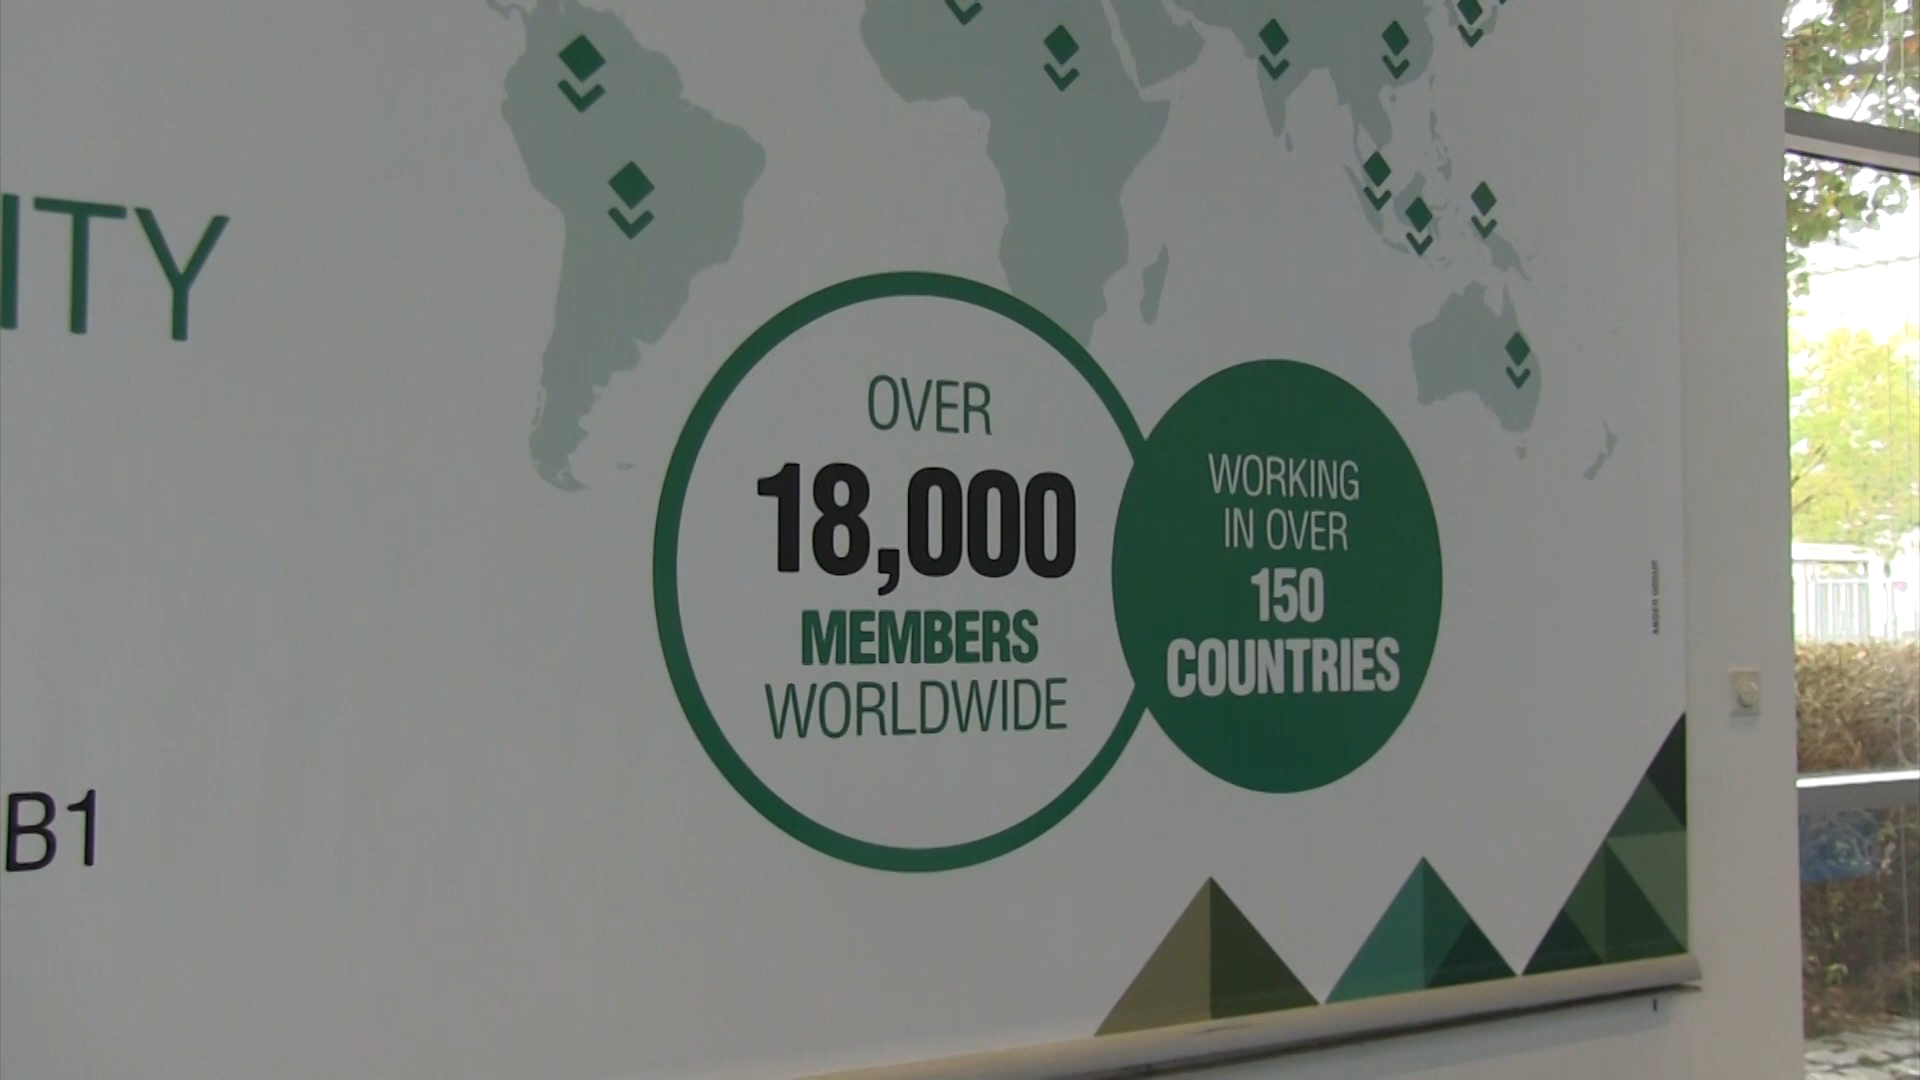 ITY
B1
OVER
18,000
MEMBERS
WORLDWIDE
WORKING
IN OVER
150
COUNTRIES